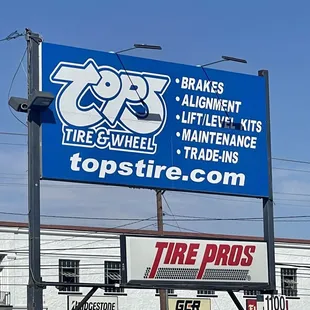 TOPS
TIRE & WHEEL
• BRAKES
• ALIGNMENT
• LIFT/LEVEL KITS
• MAINTENANCE
• TRADE-INS
topstire.com
TIRE PROS
BRIDGESTONE
GCR
1100